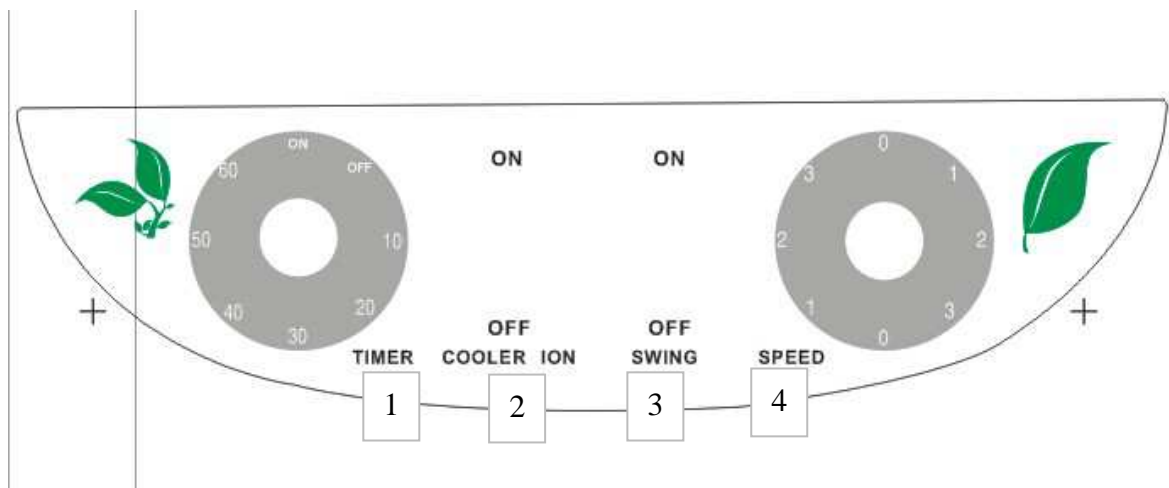 ON
OFF
10
20
30
40
50
60
ON
OFF
ON
OFF
0
1
2
3
0
1
2
3
TIMER
COOLER ION
SWING
SPEED
1
2
3
4